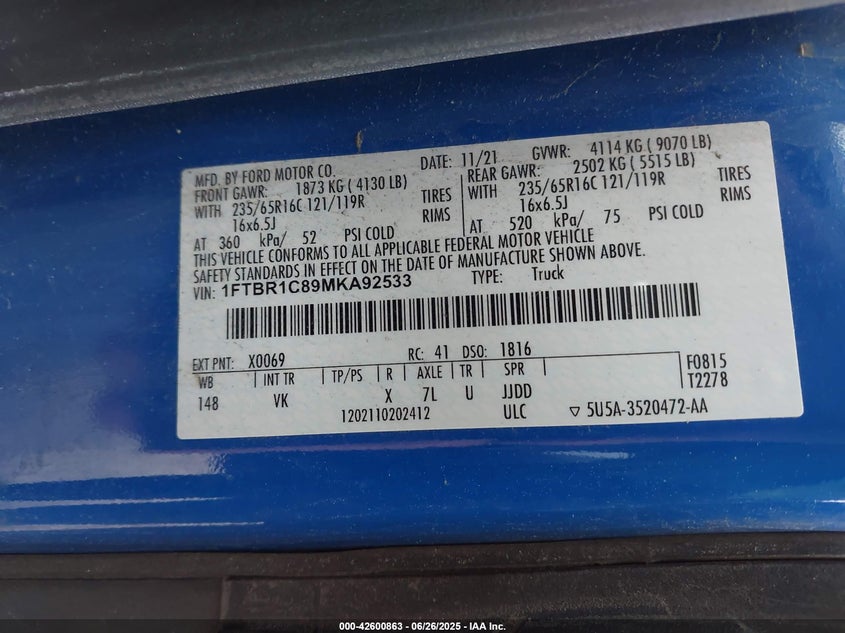 MFD. BY FORD MOTOR CO. DATE: 11/21 GVWR: 4114 KG ( 9070 LB)
FRONT GAWR: 1873 KG ( 4130 LB) REAR GAWR: 2502 KG ( 5515 LB)
WITH 235/65R16C 121/119R TIRES WITH 235/65R16C 121/119R TIRES
16x6.5J RIMS 16x6.5J RIMS
AT 360 kPa/ 52 PSI COLD AT 520 kPa/ 75 PSI COLD
THIS VEHICLE CONFORMS TO ALL APPLICABLE FEDERAL MOTOR VEHICLE
SAFETY STANDARDS IN EFFECT ON THE DATE OF MANUFACTURE SHOWN ABOVE.
VIN: 1FTBR1C89MKA92533 TYPE: Truck
EXT PNT: X0069 RC: 41 DSO: 1816 F0815
WB INT TR TP/PS R AXLE TR SPR T2278
148 VK X 7L U JJDD
1202110202412 ULC ▽ 5U5A-3520472-AA
000-42600863 / 06/26/2025 - IAA Inc.